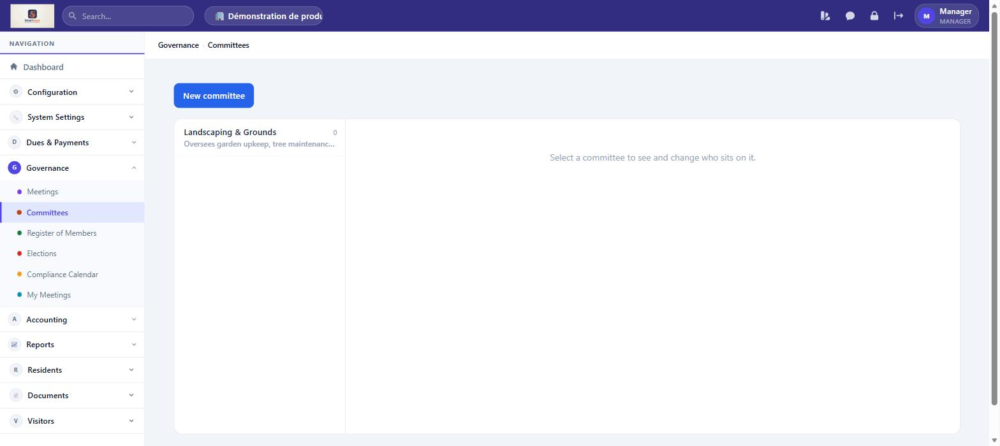 Search...
Démonstration de produ
M
Manager
MANAGER
NAVIGATION
Dashboard
Configuration
System Settings
D
Dues & Payments
G
Governance
Meetings
Committees
Register of Members
Elections
Compliance Calendar
My Meetings
A
Accounting
Reports
R
Residents
Documents
V
Visitors
Governance
Committees
New committee
Landscaping & Grounds
0
Oversees garden upkeep, tree maintenanc...
Select a committee to see and change who sits on it.